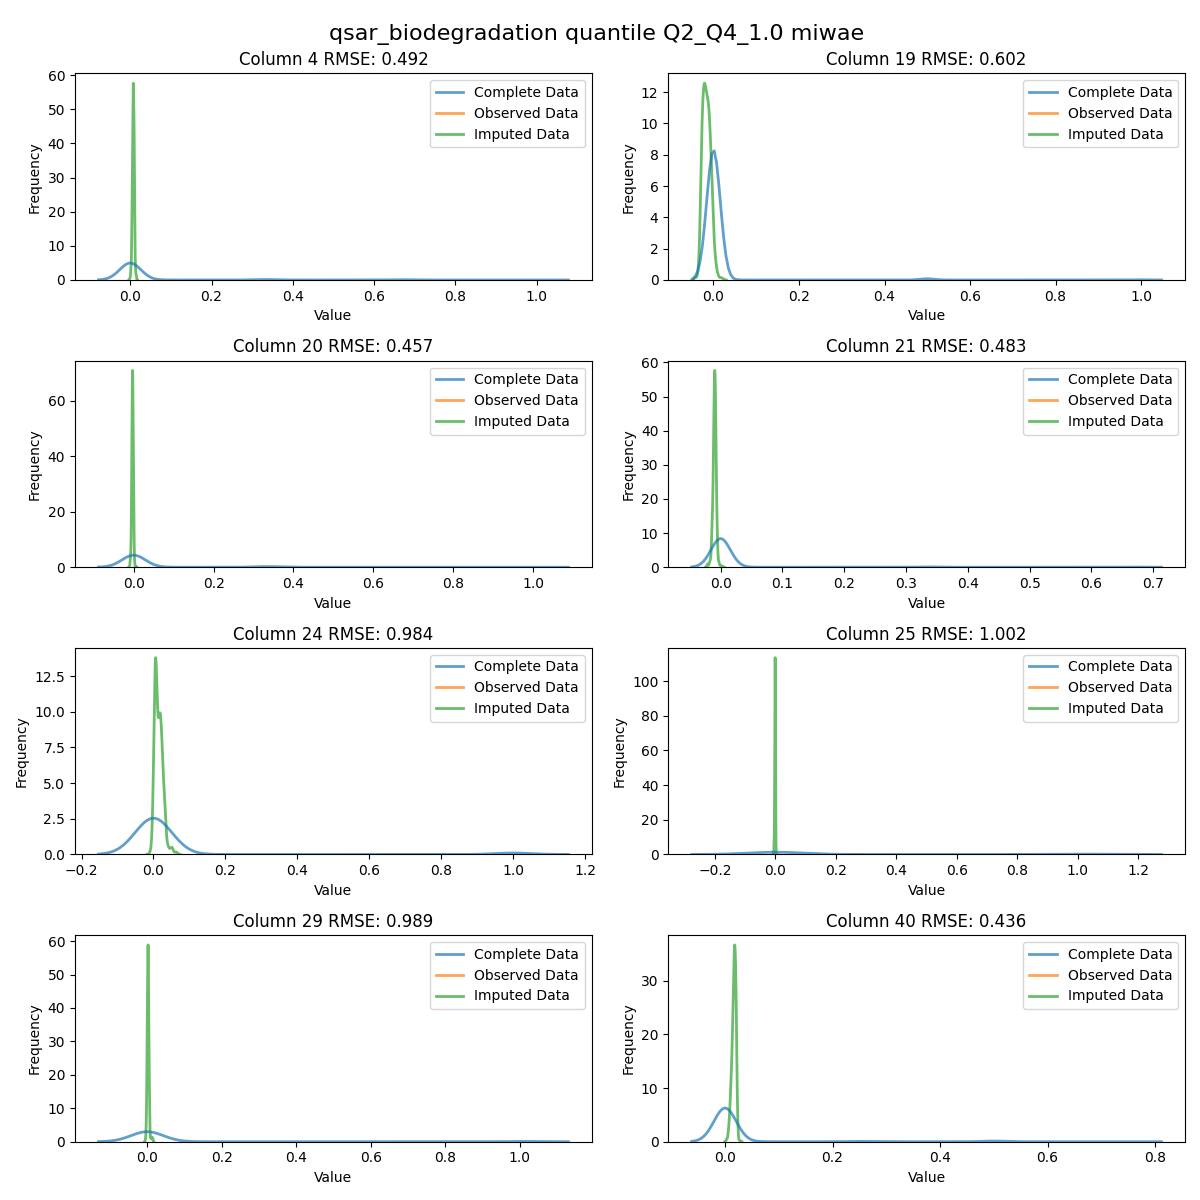 qsar_biodegradation quantile Q2_Q4_1.0 miwae
Column 4 RMSE: 0.492
60
50
40
30
20
10
0
Frequency
0.0 0.2 0.4 0.6 0.8 1.0
Value
Complete Data
Observed Data
Imputed Data
Column 19 RMSE: 0.602
12
10
8
6
4
2
0
Frequency
0.0 0.2 0.4 0.6 0.8 1.0
Value
Complete Data
Observed Data
Imputed Data
Column 20 RMSE: 0.457
60
40
20
0
Frequency
0.0 0.2 0.4 0.6 0.8 1.0
Value
Complete Data
Observed Data
Imputed Data
Column 21 RMSE: 0.483
60
50
40
30
20
10
0
Frequency
0.0 0.1 0.2 0.3 0.4 0.5 0.6 0.7
Value
Complete Data
Observed Data
Imputed Data
Column 24 RMSE: 0.984
12.5
10.0
7.5
5.0
2.5
0.0
Frequency
−0.2 0.0 0.2 0.4 0.6 0.8 1.0 1.2
Value
Complete Data
Observed Data
Imputed Data
Column 25 RMSE: 1.002
100
80
60
40
20
0
Frequency
−0.2 0.0 0.2 0.4 0.6 0.8 1.0 1.2
Value
Complete Data
Observed Data
Imputed Data
Column 29 RMSE: 0.989
60
50
40
30
20
10
0
Frequency
0.0 0.2 0.4 0.6 0.8 1.0
Value
Complete Data
Observed Data
Imputed Data
Column 40 RMSE: 0.436
30
20
10
0
Frequency
0.0 0.2 0.4 0.6 0.8
Value
Complete Data
Observed Data
Imputed Data